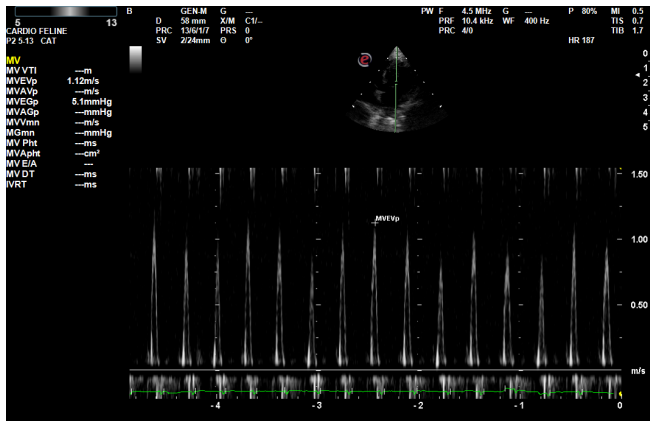 5 13
CARDIO FELINE
P2 5-13 CAT
B GEN-M G ---
D 58 mm X/M C1/--
PRC 13/6/1/7 PRS 0
SV 2/24mm Θ 0°
PW F 4.5 MHz G --- P 80% MI 0.5
PRF 10.4 kHz WF 400 Hz TIS 0.7
PRC 4/0 TIB 1.7
HR 187
MV
MV VTI ---m
MVEVp 1.12m/s
MVAVp ---m/s
MVEGp 5.1mmHg
MVAGp ---mmHg
MVVmn ---m/s
MGmn ---mmHg
MV Pht ---ms
MVApht ---cm²
MV E/A ---
MV DT ---ms
IVRT ---ms
0
1
2
3
4
5
1.50
MVEVp
1.00
0.50
m/s
-4 -3 -2 -1 0